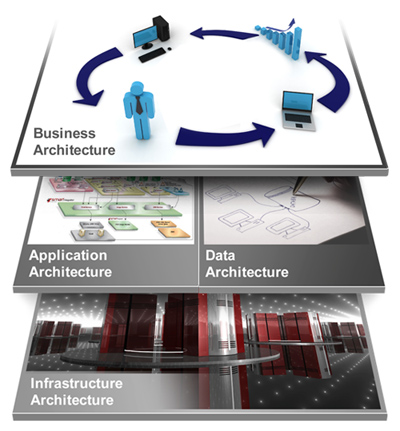 Business
Architecture
Application
Architecture
Data
Architecture
Infrastructure
Architecture